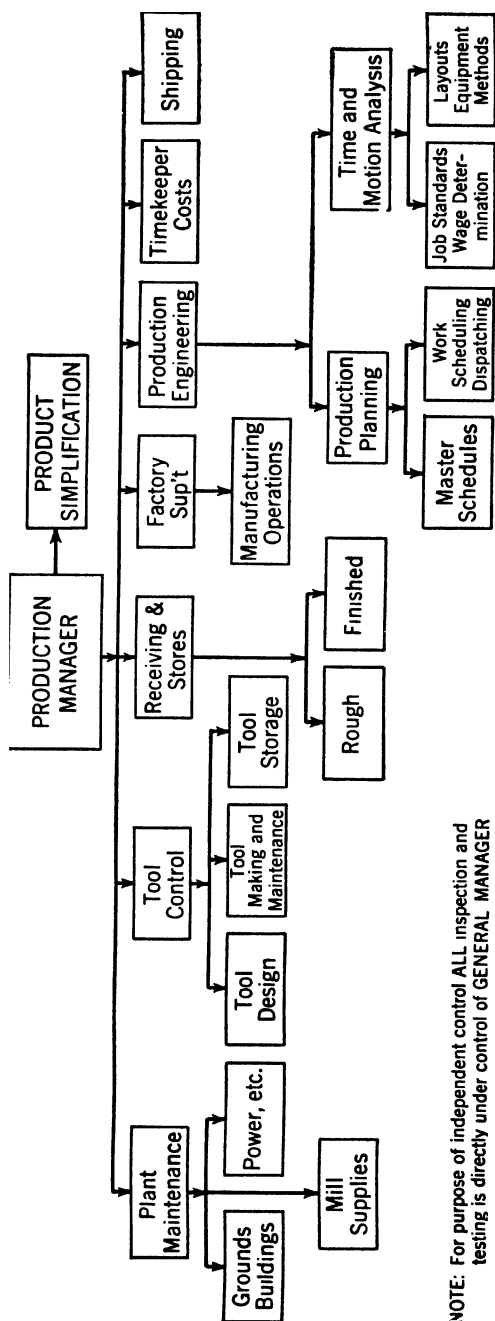 PRODUCTION
MANAGER
PRODUCT
SIMPLIFICATION
Plant
Maintenance
Grounds
Buildings
Power, etc.
Mill
Supplies
Tool
Control
Tool
Design
Tool
Making and
Maintenance
Tool
Storage
Receiving &
Stores
Rough
Finished
Factory
Sup't
Manufacturing
Operations
Production
Engineering
Production
Planning
Master
Schedules
Work
Scheduling
Dispatching
Time and
Motion Analysis
Job Standards
Wage Deter-
mination
Layouts
Equipment
Methods
Timekeeper
Costs
Shipping
NOTE: For purpose of independent control ALL inspection and
testing is directly under control of GENERAL MANAGER